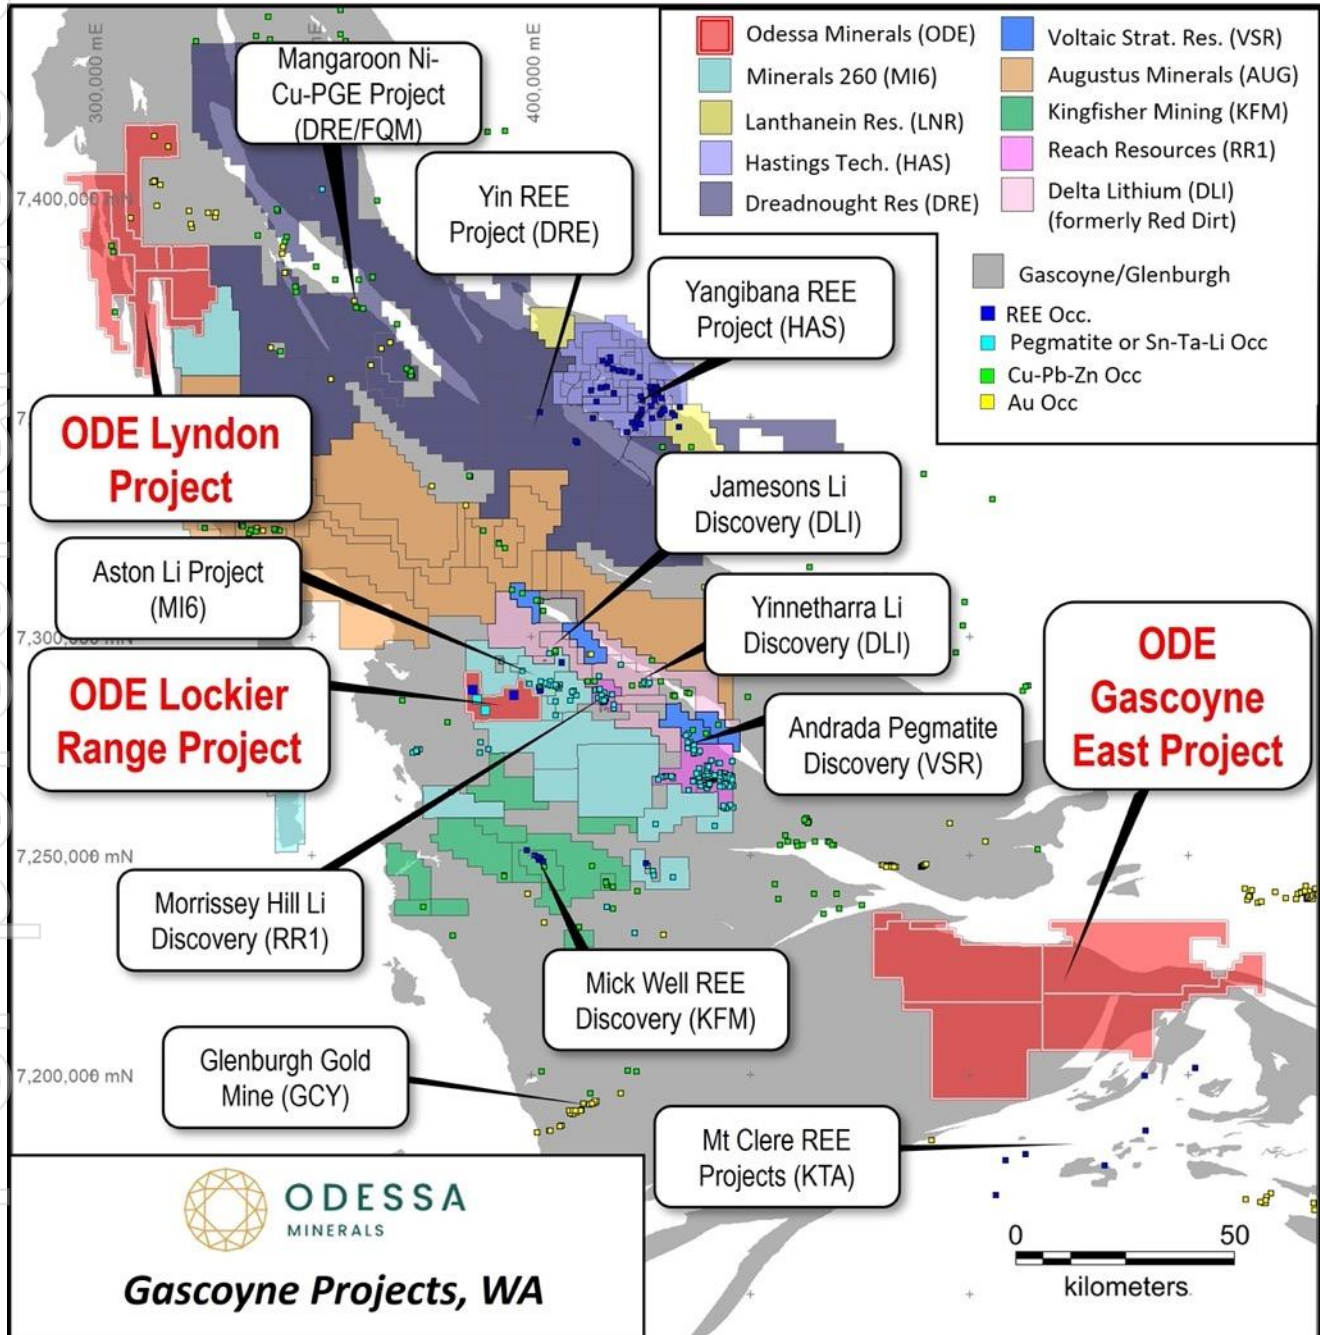 300,000 mE
mE
400,000 mE
Mangaroon Ni-
Cu-PGE Project
(DRE/FQM)
Odessa Minerals (ODE)
Minerals 260 (MI6)
Lanthanein Res. (LNR)
Hastings Tech. (HAS)
Dreadnought Res (DRE)
Voltaic Strat. Res. (VSR)
Augustus Minerals (AUG)
Kingfisher Mining (KFM)
Reach Resources (RR1)
Delta Lithium (DLI)
(formerly Red Dirt)
Gascoyne/Glenburgh
REE Occ.
Pegmatite or Sn-Ta-Li Occ
Cu-Pb-Zn Occ
Au Occ
7,400,000 mN
Yin REE
Project (DRE)
Yangibana REE
Project (HAS)
ODE Lyndon
Project
Jamesons Li
Discovery (DLI)
Aston Li Project
(MI6)
Yinnetharra Li
Discovery (DLI)
7,300,000 mN
ODE Lockier
Range Project
ODE
Gascoyne
East Project
Andrada Pegmatite
Discovery (VSR)
7,250,000 mN
Morrissey Hill Li
Discovery (RR1)
Mick Well REE
Discovery (KFM)
Glenburgh Gold
Mine (GCY)
7,200,000 mN
Mt Clere REE
Projects (KTA)
ODESSA
MINERALS
Gascoyne Projects, WA
0 50
kilometers